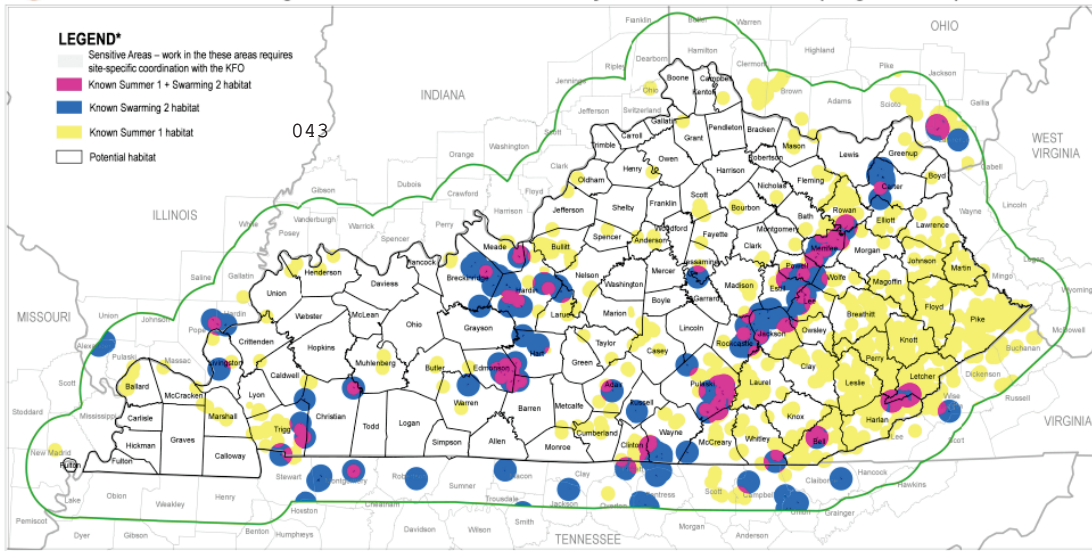 LEGEND*
Sensitive Areas – work in the these areas requires
site-specific coordination with the KFO
Known Summer 1 + Swarming 2 habitat
Known Swarming 2 habitat
Known Summer 1 habitat
Potential habitat
043
INDIANA
OHIO
ILLINOIS
MISSOURI
WEST
VIRGINIA
VIRGINIA
TENNESSEE
Franklin
Butler
Warren
Dearborn
Hamilton
Clermont
Highland
Ripley
Ohio
Brown
Pike
Jackson
Jennings
Adams
Scioto
Gallia
Jefferson
Switzerland
Scott
Washington
Orange
Clark
Cabell
Floyd
Crawford
Harrison
Dubois
Gibson
Perry
Warrick
Vanderburgh
Spencer
Posey
White
Wayne
Lincoln
Logan
Mingo
Wyoming
McDowell
Buchanan
Dickenson
Russell
Wise
Scott
Lee
Saline
Gallatin
Hardin
Pope
Johnson
Union
Pulaski
Massac
Scott
Stoddard
Mississippi
New Madrid
Pemiscot
Boone
Campbell
Kenton
Gallatin
Grant
Pendleton
Bracken
Mason
Lewis
Greenup
Carroll
Trimble
Owen
Robertson
Harrison
Fleming
Boyd
Carter
Henry
Oldham
Nicholas
Scott
Rowan
Elliott
Jefferson
Shelby
Franklin
Bourbon
Bath
Lawrence
Woodford
Fayette
Montgomery
Spencer
Anderson
Clark
Morgan
Meade
Bullitt
Johnson
Martin
Hancock
Breckinridge
Nelson
Mercer
Madison
Powell
Wolfe
Magoffin
Henderson
Daviess
Hardin
Washington
Garrard
Estill
Lee
Floyd
Union
Boyle
Breathitt
Pike
Webster
McLean
Ohio
Larue
Marion
Lincoln
Jackson
Owsley
Knott
Crittenden
Hopkins
Grayson
Hart
Taylor
Casey
Rockcastle
Perry
Livingston
Muhlenberg
Green
Clay
Letcher
Caldwell
Butler
Edmonson
Adair
Pulaski
Laurel
Leslie
Ballard
McCracken
Lyon
Warren
Barren
Metcalfe
Russell
Knox
Harlan
Carlisle
Marshall
Trigg
Christian
Todd
Logan
Cumberland
Wayne
McCreary
Whitley
Bell
Hickman
Graves
Calloway
Simpson
Allen
Monroe
Clinton
Fulton
Fulton
Lake
Obion
Weakley
Henry
Stewart
Montgomery
Sumner
Macon
Clay
Scott
Campbell
Claiborne
Hancock
Hawkins
Dyer
Gibson
Benton
Houston
Humphreys
Cheatham
Davidson
Wilson
Trousdale
Smith
Jackson
Overton
Fentress
Morgan
Anderson
Union
Grainger